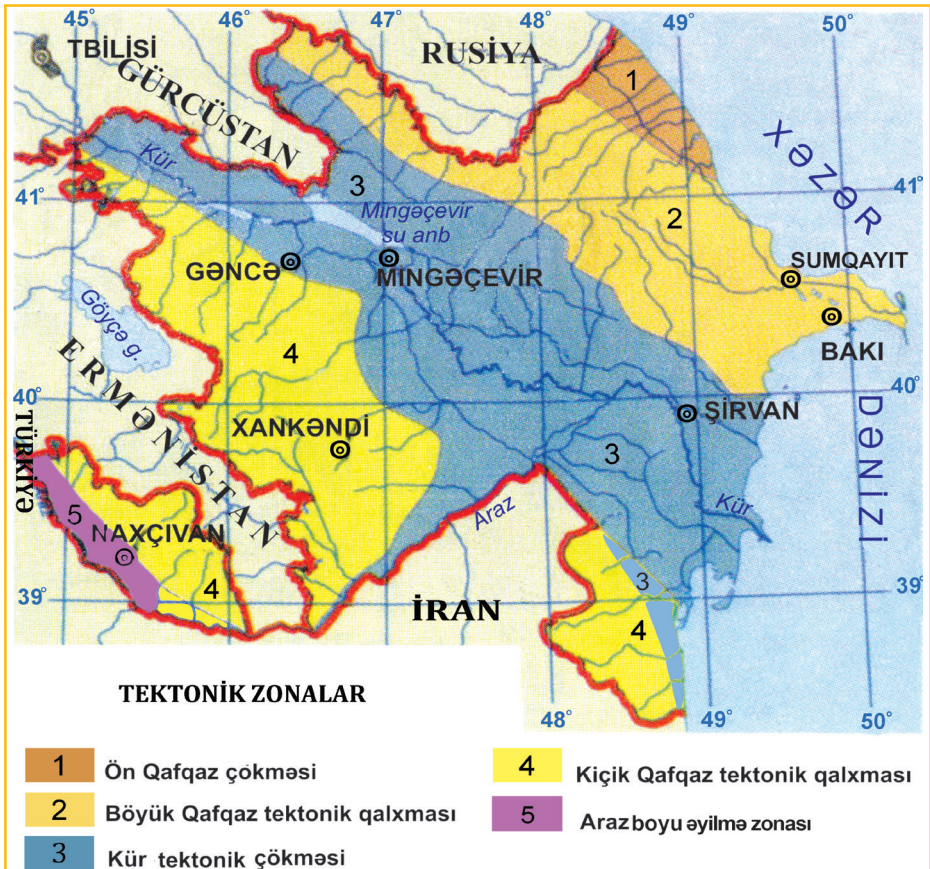 45°
46°
47°
48°
49°
50°
TBİLİSİ
RUSİYA
GÜRCÜSTAN
1
XƏZƏR
Kür
3
41°
41°
Mingəçevir
su anb
2
SUMQAYIT
GƏNCƏ
MİNGƏÇEVİR
Göyçə g.
BAKI
4
ERMƏNİSTAN
40°
40°
XANKƏNDİ
ŞİRVAN
DƏNİZİ
TÜRKİYƏ
3
5
Araz
Kür
NAXÇIVAN
4
3
39°
39°
İRAN
4
TEKTONİK ZONALAR
48°
49°
50°
1 Ön Qafqaz çökməsi
2 Böyük Qafqaz tektonik qalxması
3 Kür tektonik çökməsi
4 Kiçik Qafqaz tektonik qalxması
5 Arazboyu əyilmə zonası